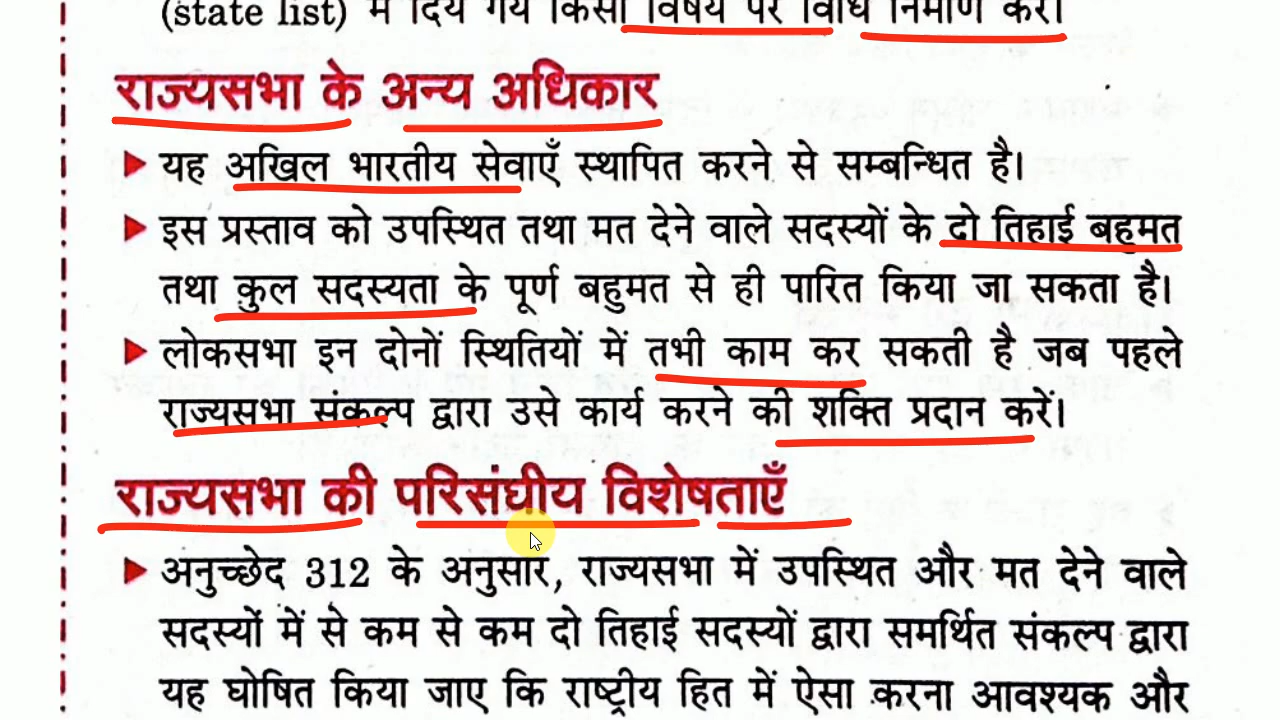 (state list) में दिये गये किसी विषय पर विधि निर्माण करें।
राज्यसभा के अन्य अधिकार
यह अखिल भारतीय सेवाएँ स्थापित करने से सम्बन्धित है।
इस प्रस्ताव को उपस्थित तथा मत देने वाले सदस्यों के दो तिहाई बहुमत
तथा कुल सदस्यता के पूर्ण बहुमत से ही पारित किया जा सकता है।
लोकसभा इन दोनों स्थितियों में तभी काम कर सकती है जब पहले
राज्यसभा संकल्प द्वारा उसे कार्य करने की शक्ति प्रदान करें।
राज्यसभा की परिसंघीय विशेषताएँ
अनुच्छेद 312 के अनुसार, राज्यसभा में उपस्थित और मत देने वाले
सदस्यों में से कम से कम दो तिहाई सदस्यों द्वारा समर्थित संकल्प द्वारा
यह घोषित किया जाए कि राष्ट्रीय हित में ऐसा करना आवश्यक और